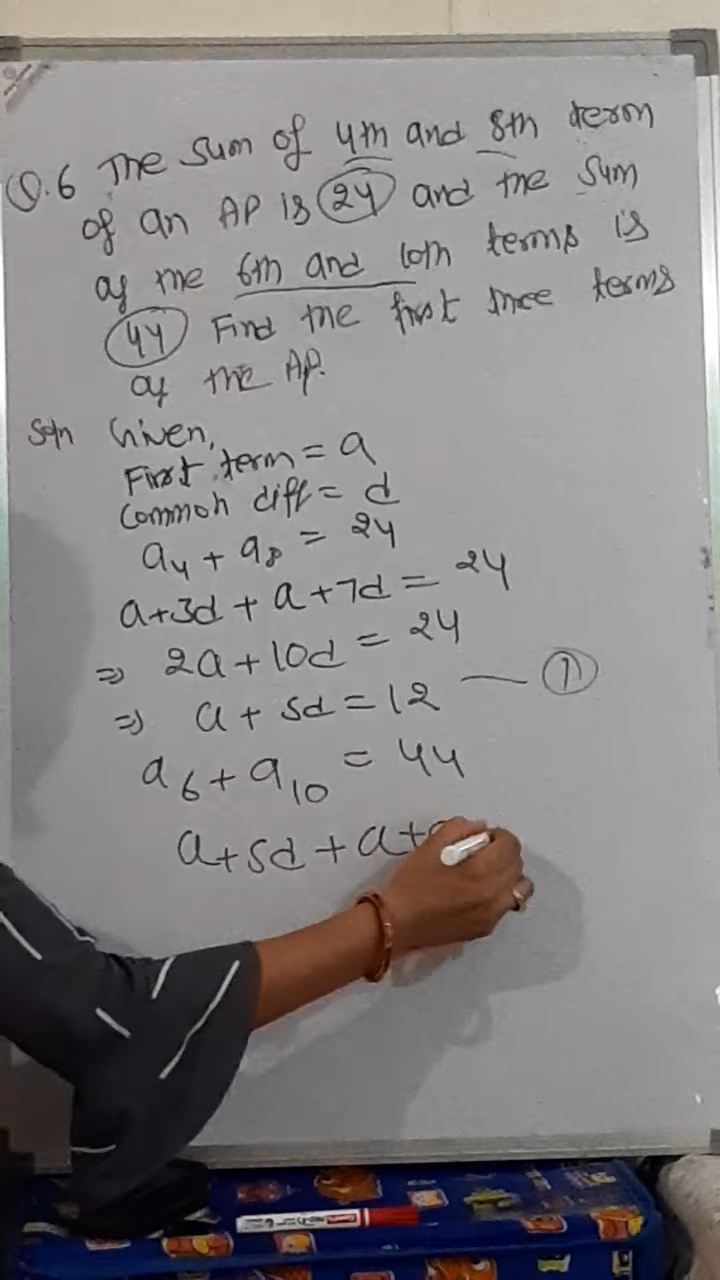 Q.6 The sum of 4th and 8th term
of an AP is 24 and the sum
of the 6th and 10th terms is
44 Find the first three terms
of the AP.
Soln Given,
First term = a
Common diff = d
a₄ + a₈ = 24
a+3d + a+7d = 24
⇒ 2a+10d = 24
⇒ a + 5d = 12 — ①
a₆ + a₁₀ = 44
a+5d + a+